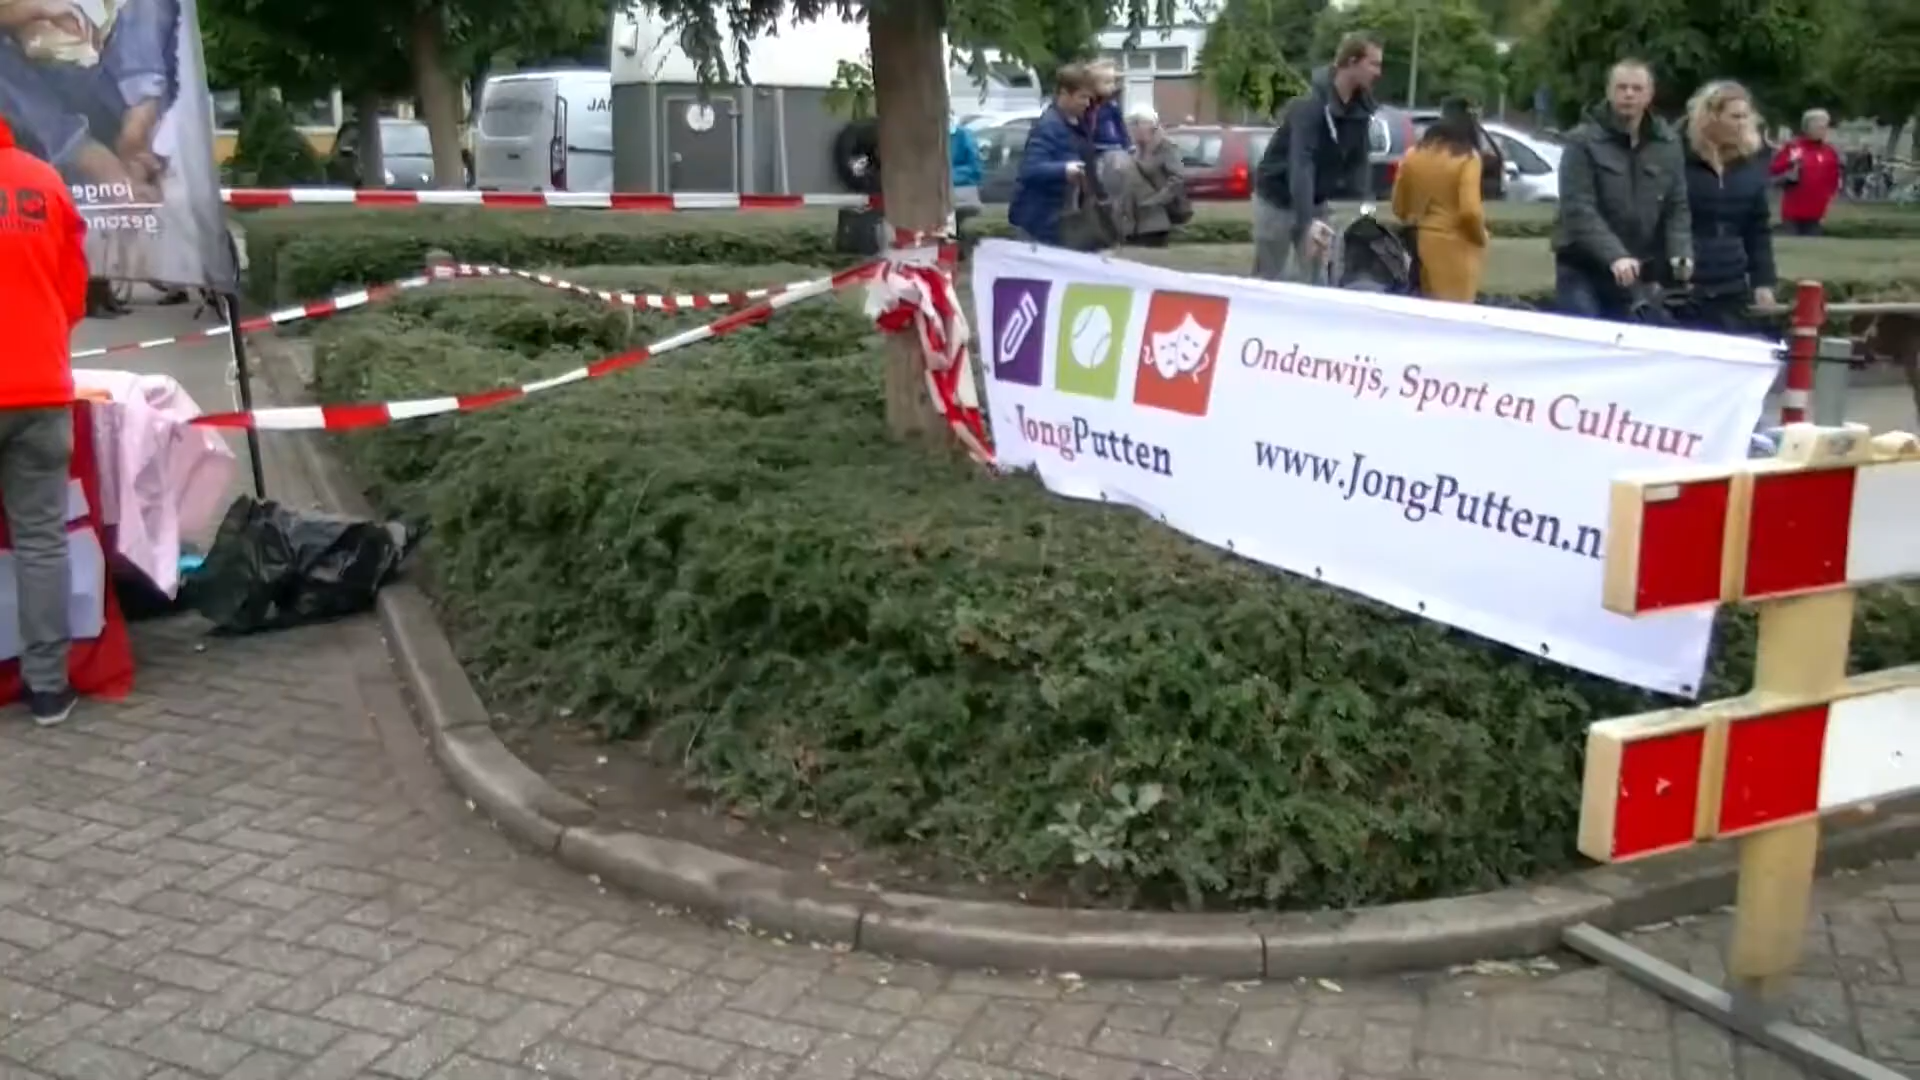 JA
jonge
gezon
Onderwijs, Sport en Cultuur
JongPutten
www.JongPutten.n